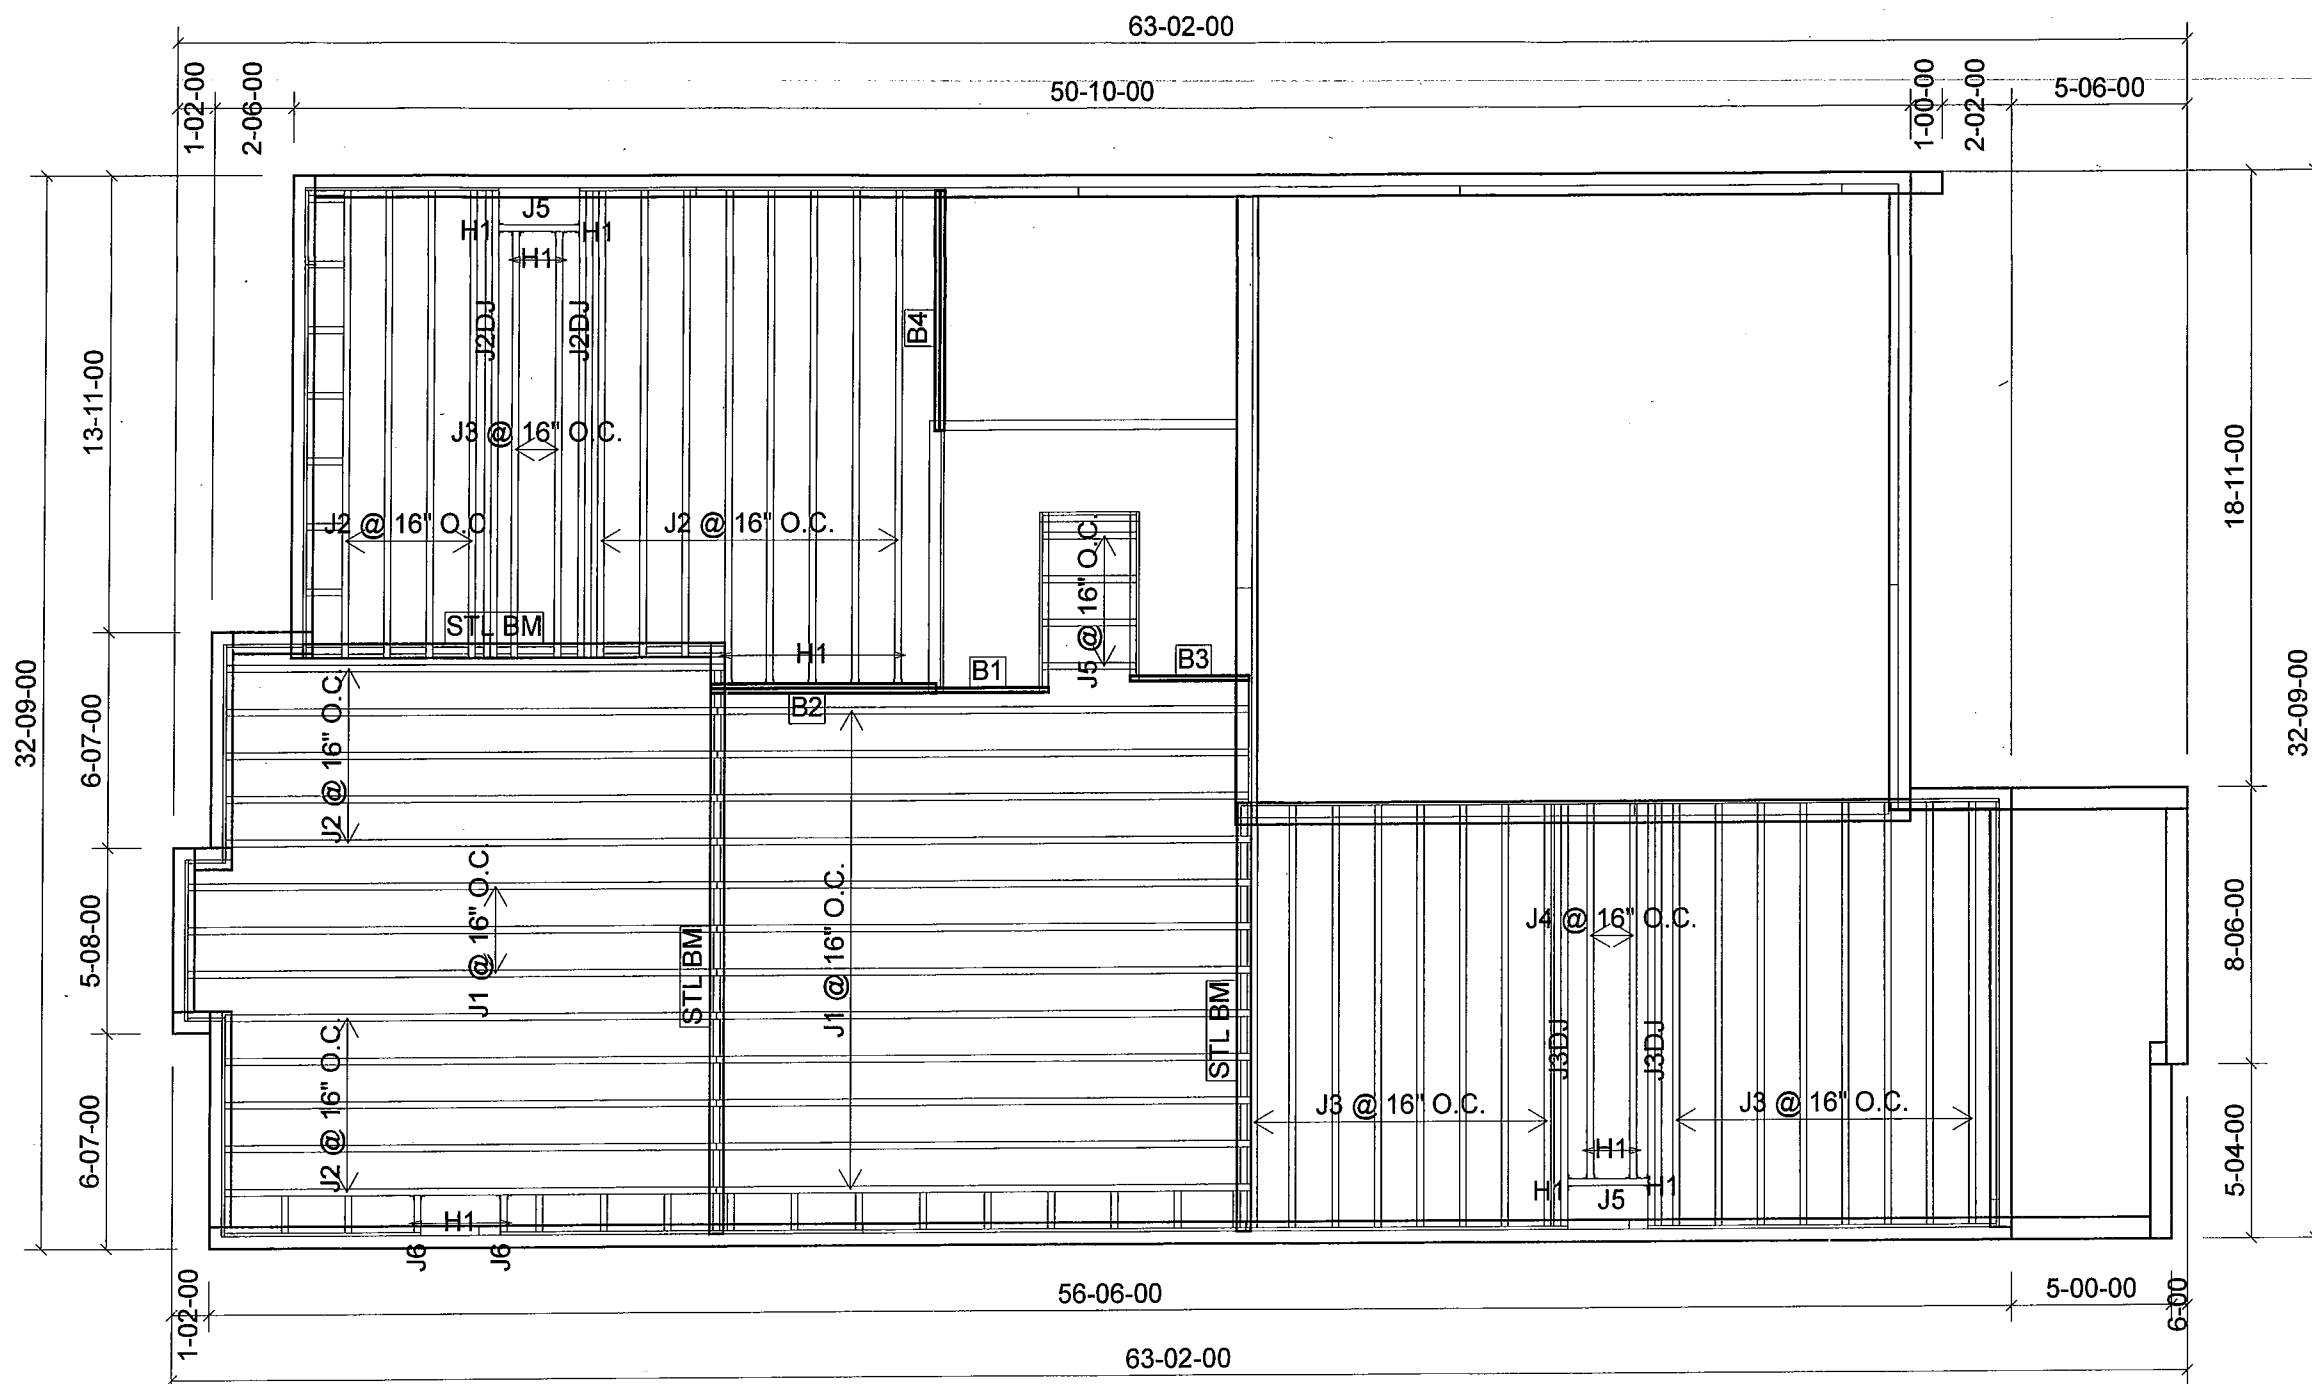 63-02-00
1-02-00
2-06-00
50-10-00
1-00-00
2-02-00
5-06-00
J5
H1
H1
H1
J2DJ
J2DJ
B4
13-11-00
J3 @ 16" O.C.
18-11-00
J2 @ 16" O.C
J2 @ 16" O.C.
J5 @ 16" O.C.
STL BM
H1
B1
B3
B2
32-09-00
32-09-00
6-07-00
J2 @ 16" O.C.
J1 @ 16" O.C.
J1 @ 16" O.C.
5-08-00
STL BM
STL BM
J4 @ 16" O.C.
8-06-00
J3DJ
J3DJ
J2 @ 16" O.C.
J3 @ 16" O.C.
J3 @ 16" O.C.
6-07-00
5-04-00
H1
H1
H1
J5
H1
J6
J6
1-02-00
56-06-00
5-00-00
6-00
63-02-00